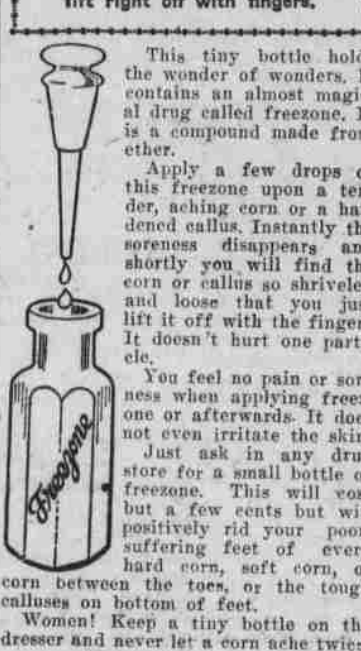 lift right off with fingers.
This tiny bottle hold
the wonder of wonders.
contains an almost magi
al drug called freezone. I
is a compound made fro
ether.
Apply a few drops o
this freezone upon a ten
der, aching corn or a har
dened callus. Instantly th
soreness disappears an
shortly you will find th
corn or callus so shrivele
and loose that you jus
lift it off with the finger
It doesn't hurt one part
cle.
You feel no pain or sor
ness when applying freez
one or afterwards. It doe
not even irritate the skin
Just ask in any dru
store for a small bottle o
freezone. This will cos
but a few cents but wil
positively rid your poor
suffering feet of ever
hard corn, soft corn, o
corn between the toes, or the toug
calluses on bottom of feet.
Women! Keep a tiny bottle on th
dresser and never let a corn ache twice
Freezone